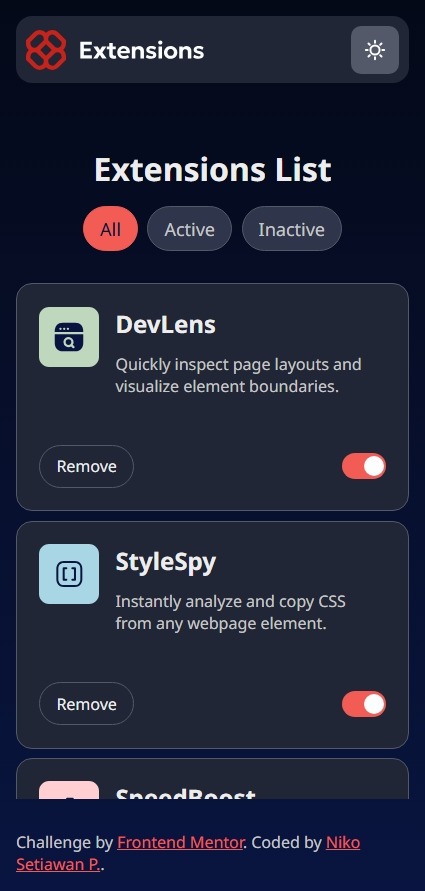 Extensions
Extensions List
All Active Inactive
DevLens
Quickly inspect page layouts and
visualize element boundaries.
Remove
StyleSpy
Instantly analyze and copy CSS
from any webpage element.
Remove
SpeedBoost
Challenge by Frontend Mentor. Coded by Niko
Setiawan P..